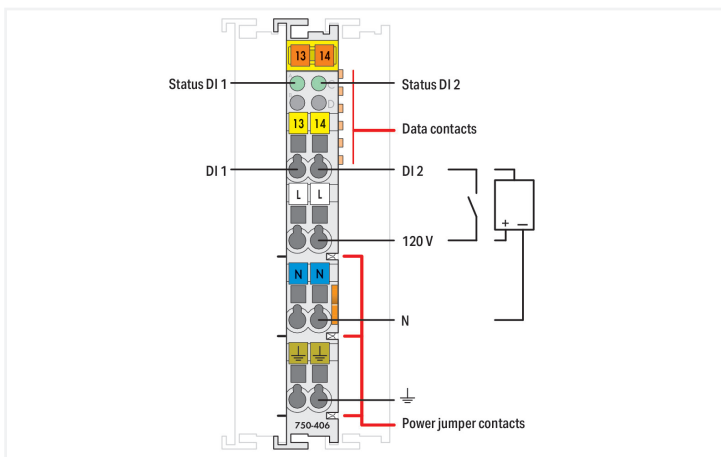 13 14
Status DI 1
Status DI 2
C
D
13 14
Data contacts
DI 1
DI 2
L L
+ –
120 V
N N
N
750-406
Power jumper contacts